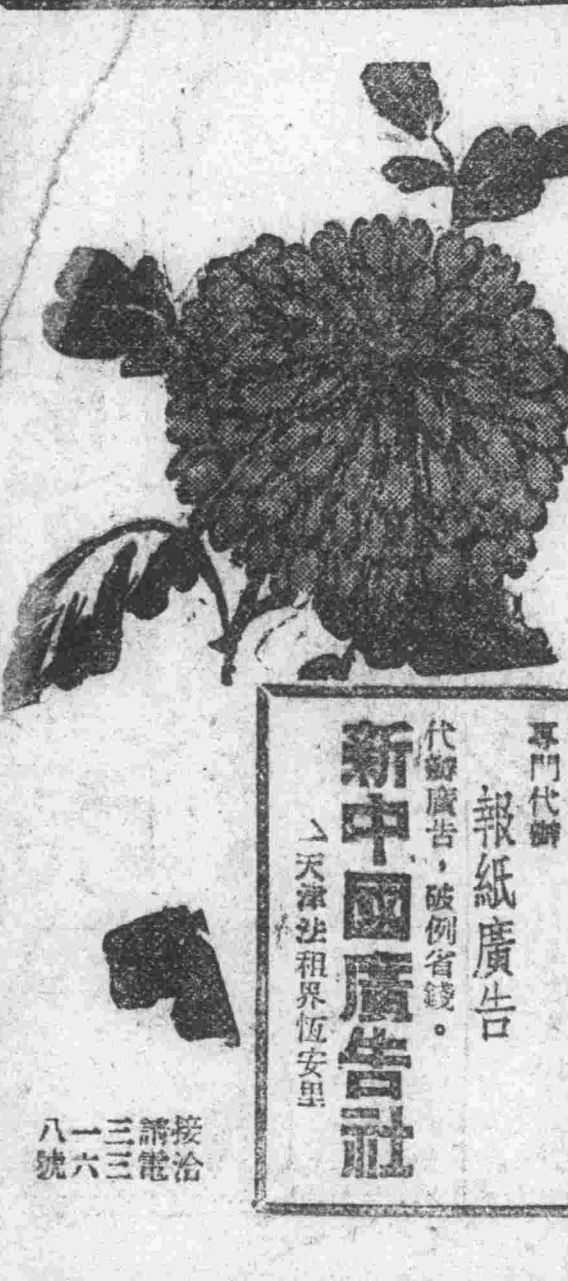 專門代辦
報紙廣告
代辦廣告，破例省錢。
新中國廣告社
△天津法租界恆安里
接洽
請電
三三
一六
八號